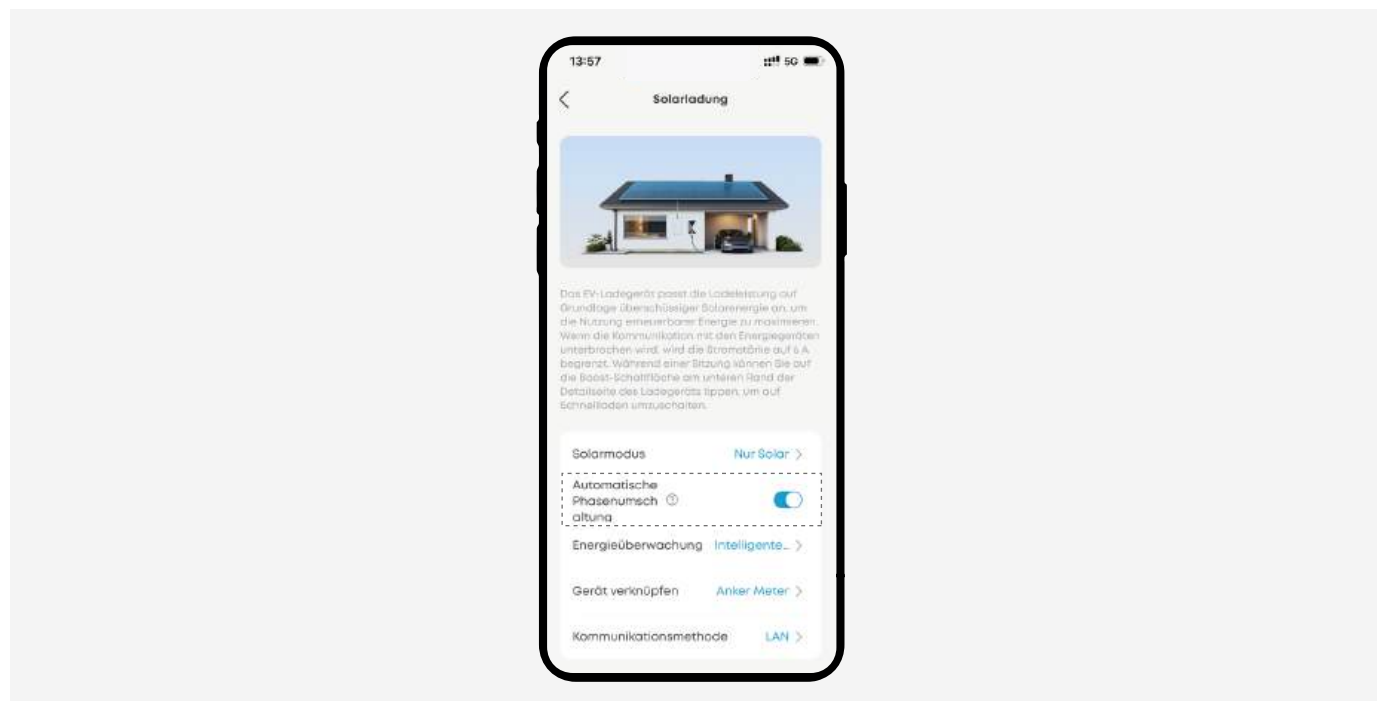 13:57
5G
Solarladung
Das EV-Ladegerät passt die Ladeleistung auf
Grundlage überschüssiger Solarenergie an, um
die Nutzung erneuerbarer Energie zu maximieren.
Wenn die Kommunikation mit den Energiegeräten
unterbrochen wird, wird die Stromstärke auf 6 A
begrenzt. Während einer Sitzung können Sie auf
die Boost-Schaltfläche am unteren Rand der
Detailseite des Ladegeräts tippen, um auf
Schnellladen umzuschalten.
Solarmodus Nur Solar >
Automatische
Phasenumsch
altung
Energieüberwachung Intelligente... >
Gerät verknüpfen Anker Meter >
Kommunikationsmethode LAN >